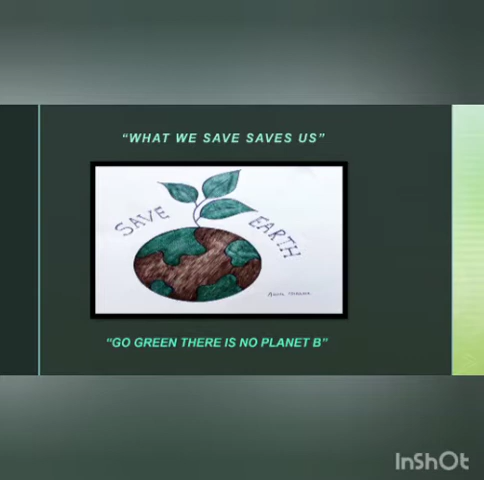 "WHAT WE SAVE SAVES US"
SAVE
EARTH
"GO GREEN THERE IS NO PLANET B"
InShOt